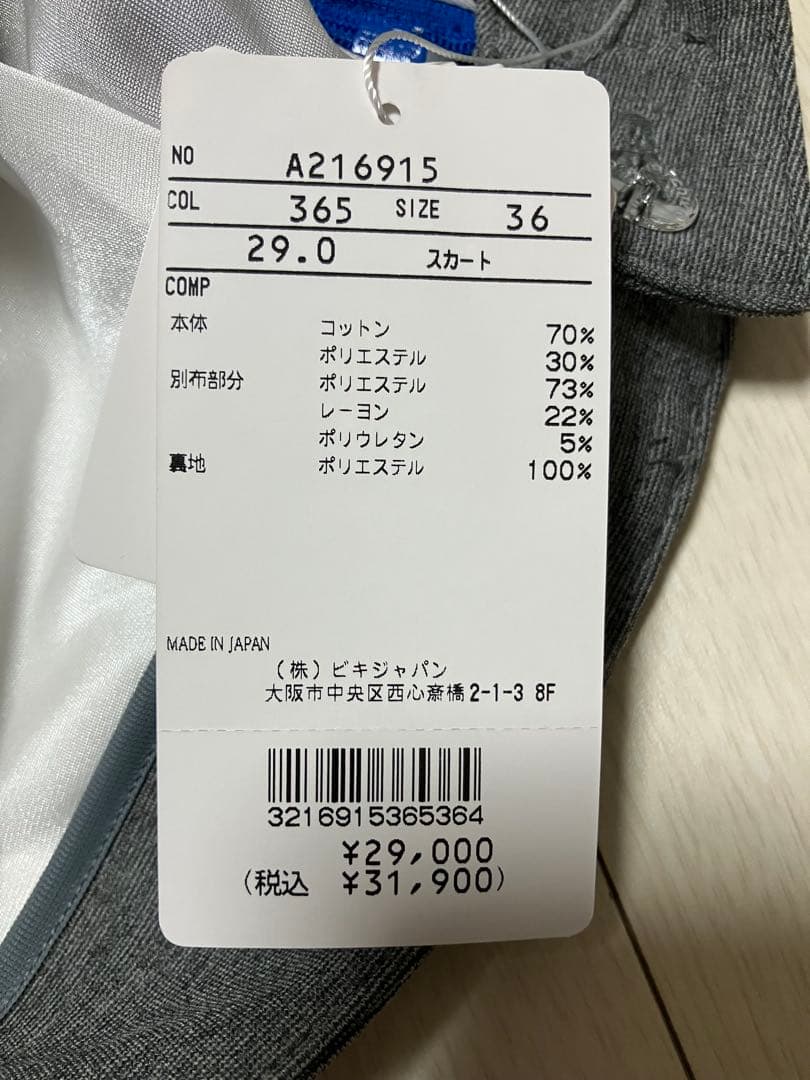 NO A216915
COL 365 SIZE 36
29.0 スカート
COMP
本体 コットン 70%
ポリエステル 30%
別布部分 ポリエステル 73%
レーヨン 22%
ポリウレタン 5%
裏地 ポリエステル 100%
MADE IN JAPAN
(株)ビキジャパン
大阪市中央区西心斎橋2-1-3 8F
3216915365364
¥29,000
(税込 ¥31,900)